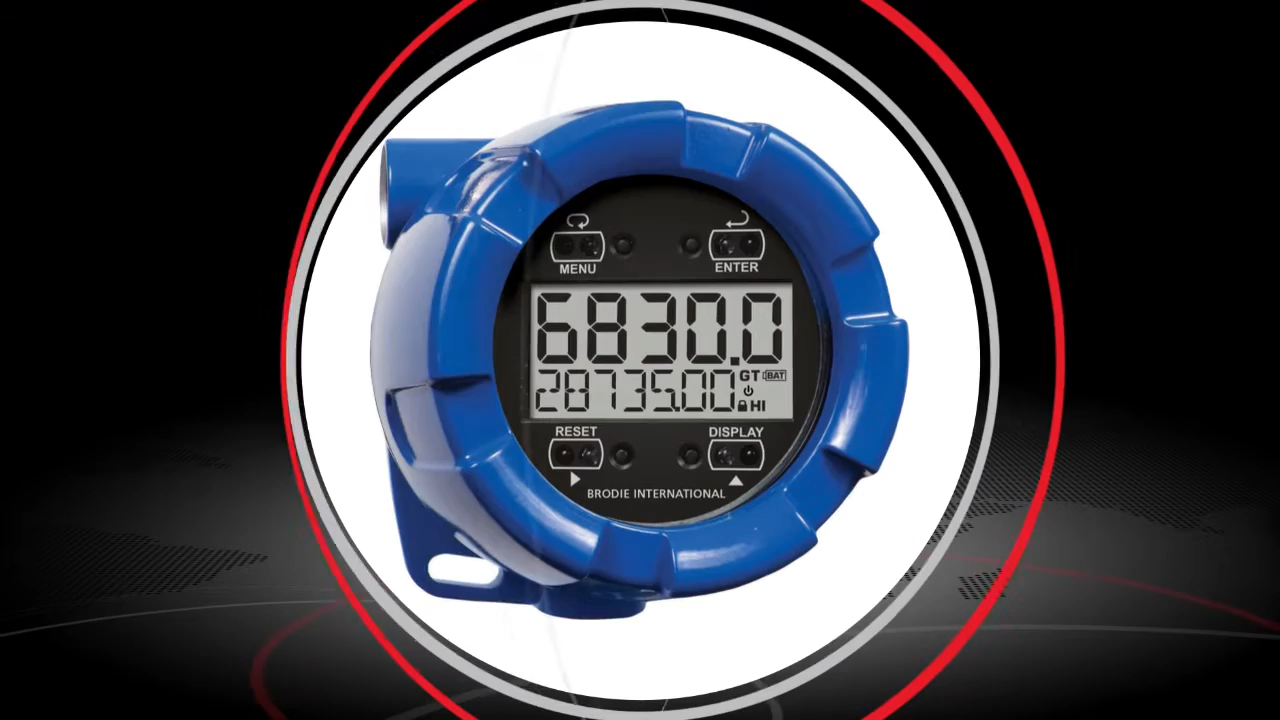 MENU ENTER
6830.0
28735.00 GT BAT
HI
RESET DISPLAY
BRODIE INTERNATIONAL